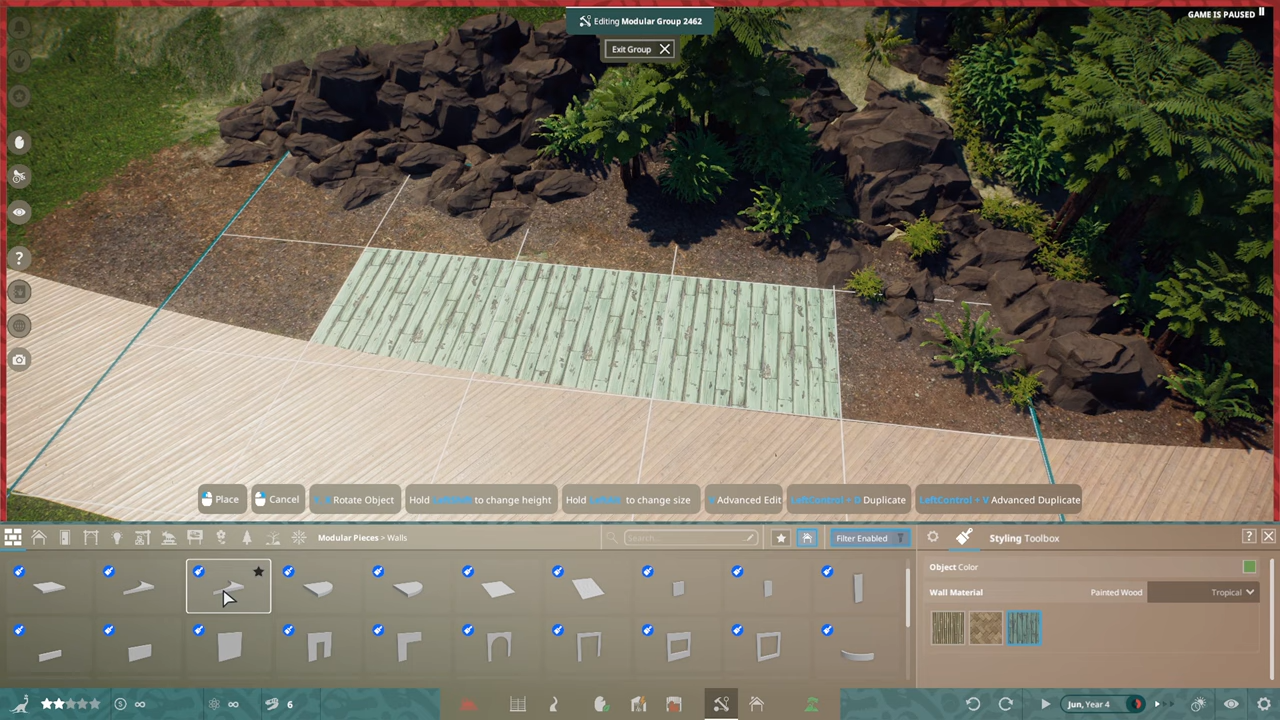 Editing Modular Group 2462
GAME IS PAUSED
Exit Group
?
Place
Cancel
Rotate Object
Hold to change height
Hold to change size
Advanced Edit
LeftControl + D Duplicate
LeftControl + V Advanced Duplicate
Modular Pieces > Walls
Search...
Filter Enabled
Styling Toolbox
?
Object Color
Wall Material
Painted Wood
Tropical
∞
∞
6
Jun, Year 4